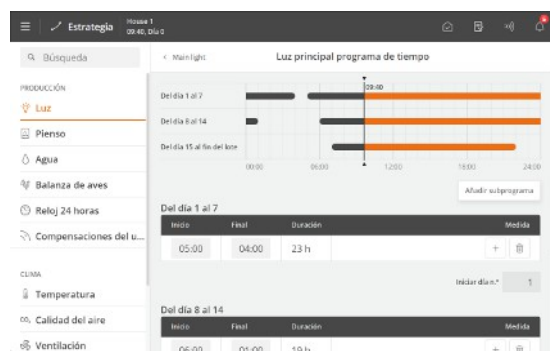 Estrategia
House 1
09:40, Día 0
Búsqueda
< Main light
Luz principal programa de tiempo
PRODUCCIÓN
Luz
Pienso
Agua
Balanza de aves
Reloj 24 horas
Compensaciones del u...
CLIMA
Temperatura
Calidad del aire
Ventilación
09:40
Del día 1 al 7
Del día 8 al 14
Del día 15 al fin del lote
00:00 06:00 12:00 18:00 24:00
Añadir subprograma
Del día 1 al 7
Inicio Final Duración Medida
05:00 04:00 23 h +
Iniciar día n.° 1
Del día 8 al 14
Inicio Final Duración Medida
06:00 01:00 19 h +